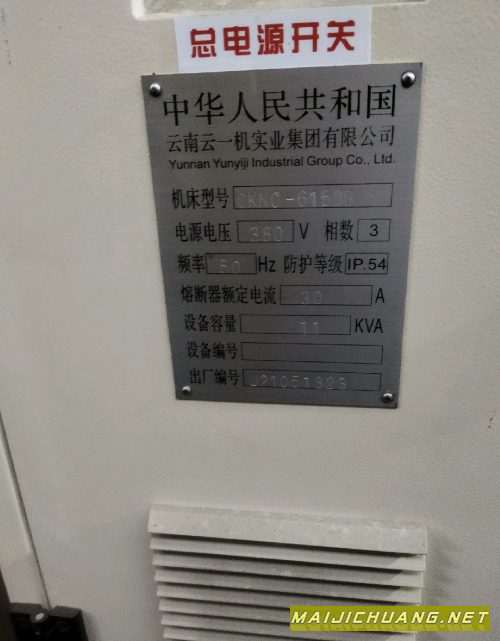 总电源开关
中华人民共和国
云南云一机实业集团有限公司
Yunnan Yunyiji Industrial Group Co., Ltd.
机床型号 CKNC-6150B
电源电压 380 V 相数 3
频率 50 Hz 防护等级 IP.54
熔断器额定电流 30 A
设备容量 11 KVA
设备编号
出厂编号 J21051323
MAIJICHUANG.NET